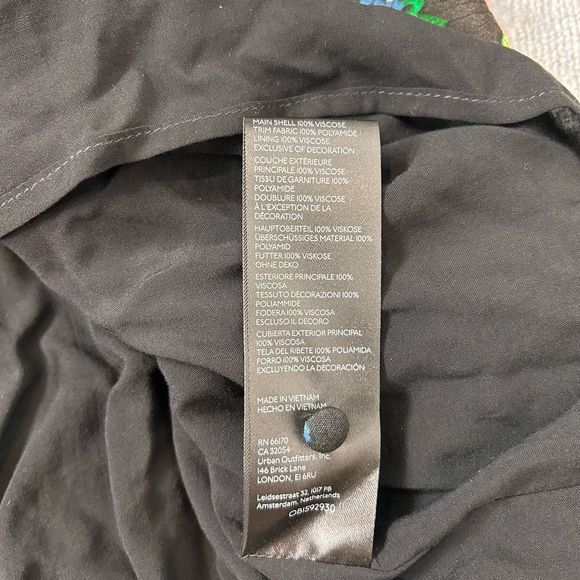 MAIN SHELL 100% VISCOSE
TRIM FABRIC 100% POLYAMIDE /
LINING 100% VISCOSE
EXCLUSIVE OF DECORATION
COUCHE EXTÉRIEURE
PRINCIPALE 100% VISCOSE
TISSU DE GARNITURE 100%
POLYAMIDE
DOUBLURE 100% VISCOSE
À L'EXCEPTION DE LA
DÉCORATION
HAUPTOBERTEIL 100% VISKOSE
ÜBERSCHÜSSIGES MATERIAL 100%
POLYAMID
FUTTER 100% VISKOSE
OHNE DEKO
ESTERIORE PRINCIPALE 100%
VISCOSA
TESSUTO DECORAZIONI 100%
POLIAMMIDE
FODERA 100% VISCOSA
ESCLUSO IL DECORO
CUBIERTA EXTERIOR PRINCIPAL
100% VISCOSA
TELA DEL RIBETE 100% POLIAMIDA
FORRO 100% VISCOSA
EXCLUYENDO LA DECORACIÓN
MADE IN VIETNAM
HECHO EN VIETNAM
RN 66170
CA 32054
Urban Outfitters, Inc.
146 Brick Lane
LONDON, E1 6RU
Leidsestraat 32, 1017 PB
Amsterdam, Netherlands
OB1592930